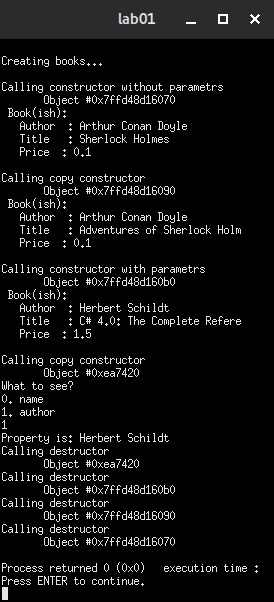 lab01
Creating books...
Calling constructor without parametrs
Object #0x7ffd48d16070
Book(ish):
Author : Arthur Conan Doyle
Title : Sherlock Holmes
Price : 0.1
Calling copy constructor
Object #0x7ffd48d16090
Book(ish):
Author : Arthur Conan Doyle
Title : Adventures of Sherlock Holm
Price : 0.1
Calling constructor with parametrs
Object #0x7ffd48d160b0
Book(ish):
Author : Herbert Schildt
Title : C# 4.0: The Complete Refere
Price : 1.5
Calling copy constructor
Object #0xea7420
What to see?
0. name
1. author
1
Property is: Herbert Schildt
Calling destructor
Object #0xea7420
Calling destructor
Object #0x7ffd48d160b0
Calling destructor
Object #0x7ffd48d16090
Calling destructor
Object #0x7ffd48d16070
Process returned 0 (0x0) execution time :
Press ENTER to continue.